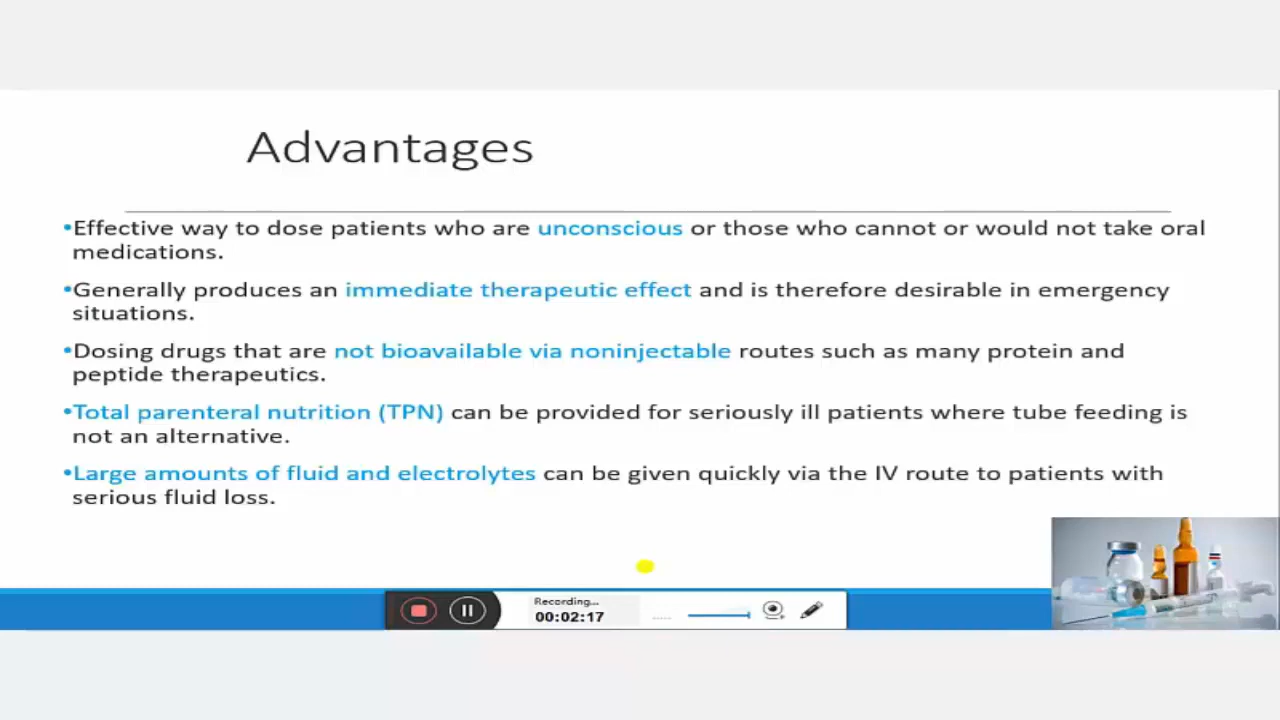 Advantages
•Effective way to dose patients who are unconscious or those who cannot or would not take oral
medications.
•Generally produces an immediate therapeutic effect and is therefore desirable in emergency
situations.
•Dosing drugs that are not bioavailable via noninjectable routes such as many protein and
peptide therapeutics.
•Total parenteral nutrition (TPN) can be provided for seriously ill patients where tube feeding is
not an alternative.
•Large amounts of fluid and electrolytes can be given quickly via the IV route to patients with
serious fluid loss.
Recording...
00:02:17